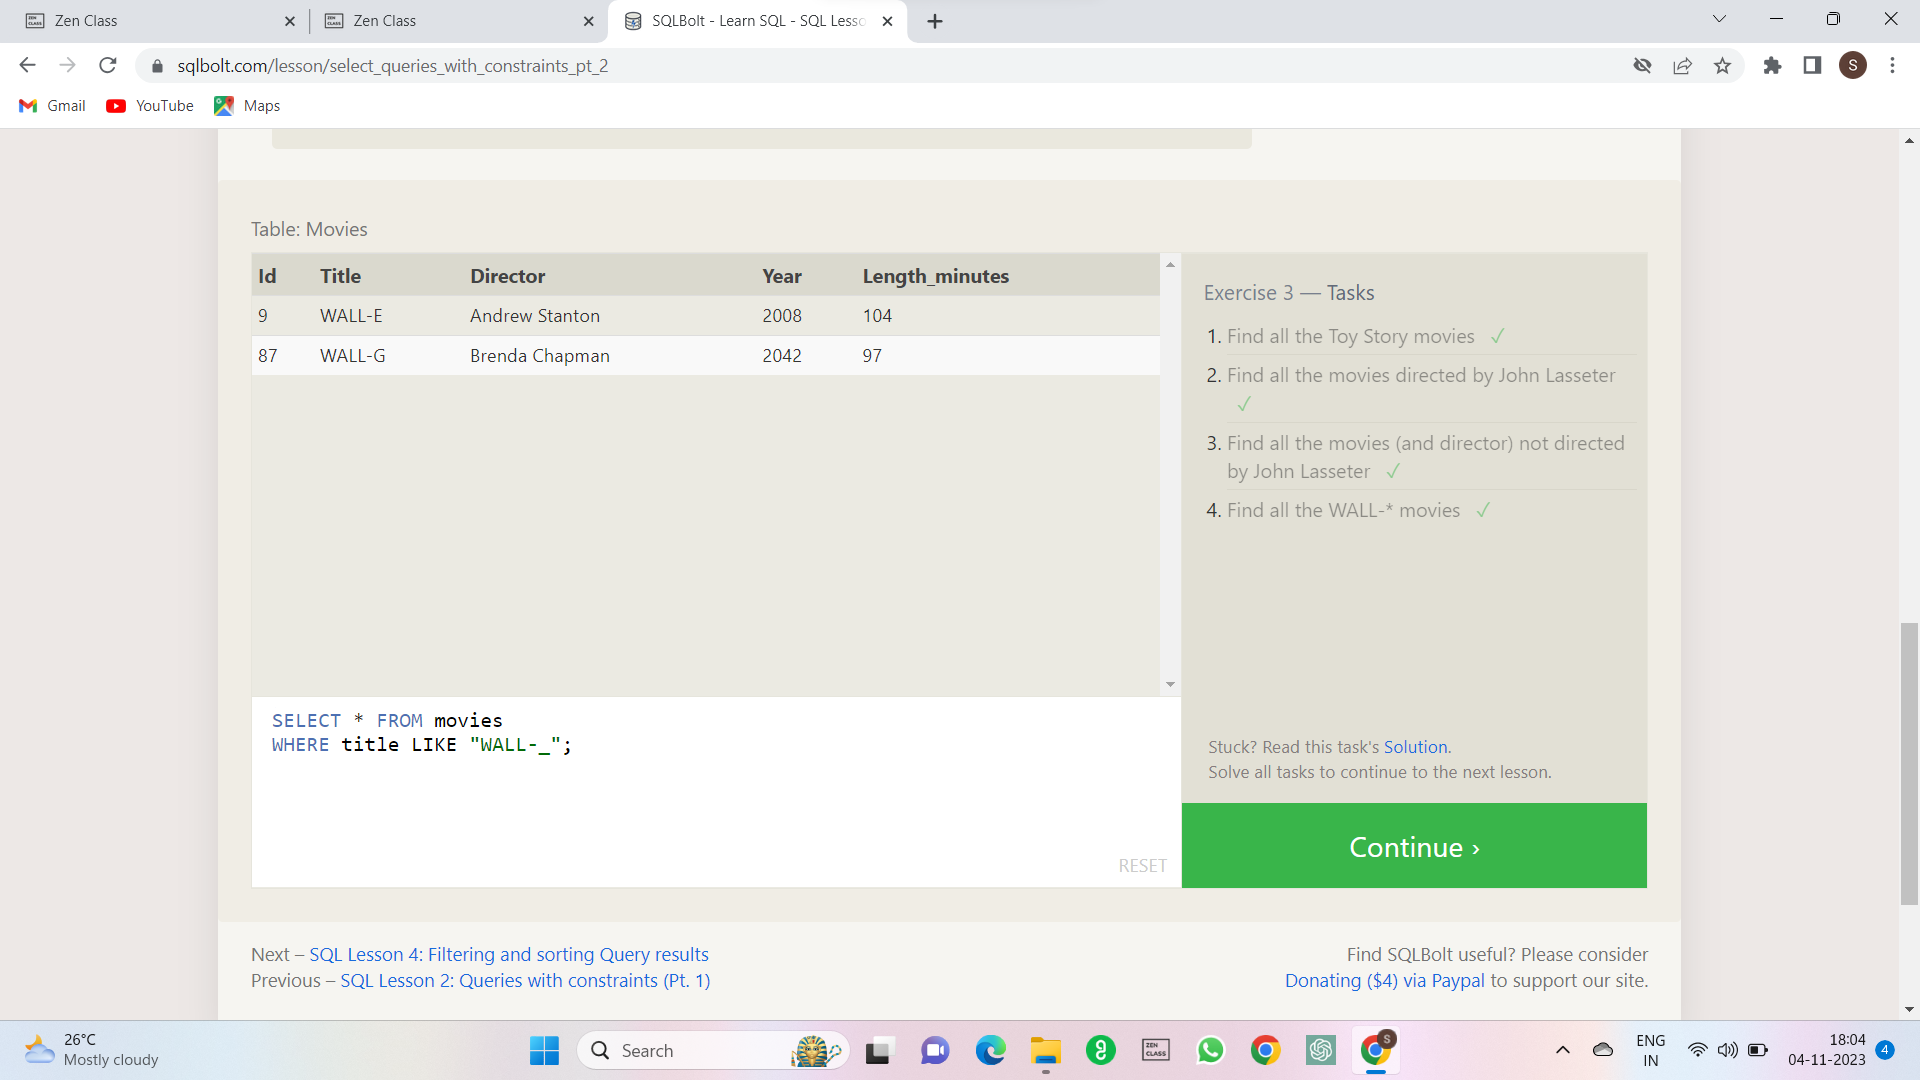 Zen Class
Zen Class
SQLBolt - Learn SQL - SQL Lesso
sqlbolt.com/lesson/select_queries_with_constraints_pt_2
S
Gmail
YouTube
Maps
Table: Movies
Id Title Director Year Length_minutes
9 WALL-E Andrew Stanton 2008 104
87 WALL-G Brenda Chapman 2042 97
Exercise 3 — Tasks
1. Find all the Toy Story movies ✓
2. Find all the movies directed by John Lasseter
✓
3. Find all the movies (and director) not directed
by John Lasseter ✓
4. Find all the WALL-* movies ✓
SELECT * FROM movies
WHERE title LIKE "WALL-_";
RESET
Stuck? Read this task's Solution.
Solve all tasks to continue to the next lesson.
Continue ›
Next – SQL Lesson 4: Filtering and sorting Query results
Previous – SQL Lesson 2: Queries with constraints (Pt. 1)
Find SQLBolt useful? Please consider
Donating ($4) via Paypal to support our site.
26°C
Mostly cloudy
Search
ZEN
CLASS
S
ENG
IN
18:04
04-11-2023
4